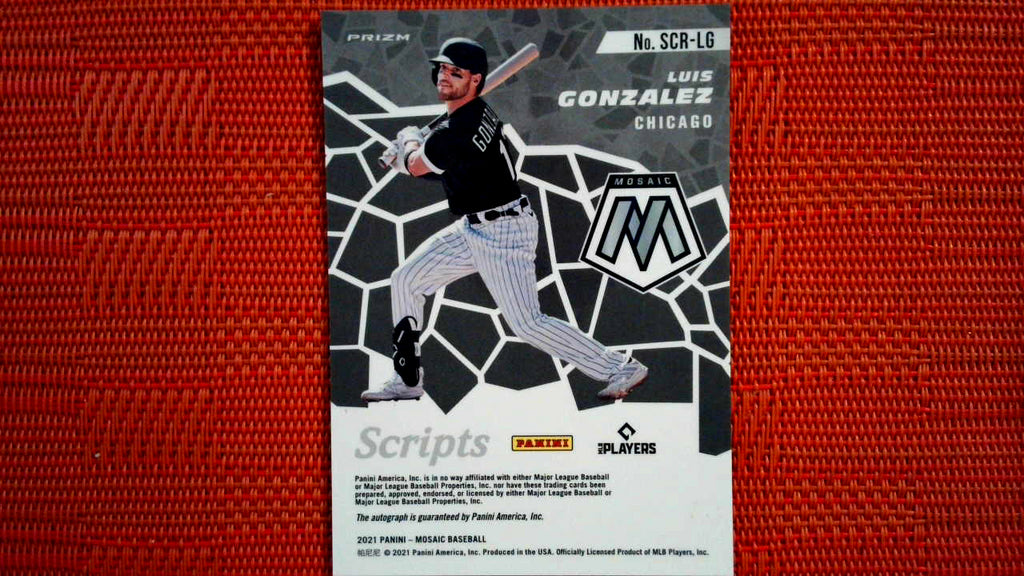 PRIZM
No. SCR-LG
LUIS
GONZALEZ
CHICAGO
MOSAIC
M
Scripts
PANINI
MLB PLAYERS
Panini America, Inc. is in no way affiliated with either Major League Baseball
or Major League Baseball Properties, Inc. nor have these trading cards been
prepared, approved, endorsed, or licensed by either Major League Baseball or
Major League Baseball Properties, Inc.
The autograph is guaranteed by Panini America, Inc.
2021 PANINI – MOSAIC BASEBALL
帕尼尼 © 2021 Panini America, Inc. Produced in the USA. Officially Licensed Product of MLB Players, Inc.